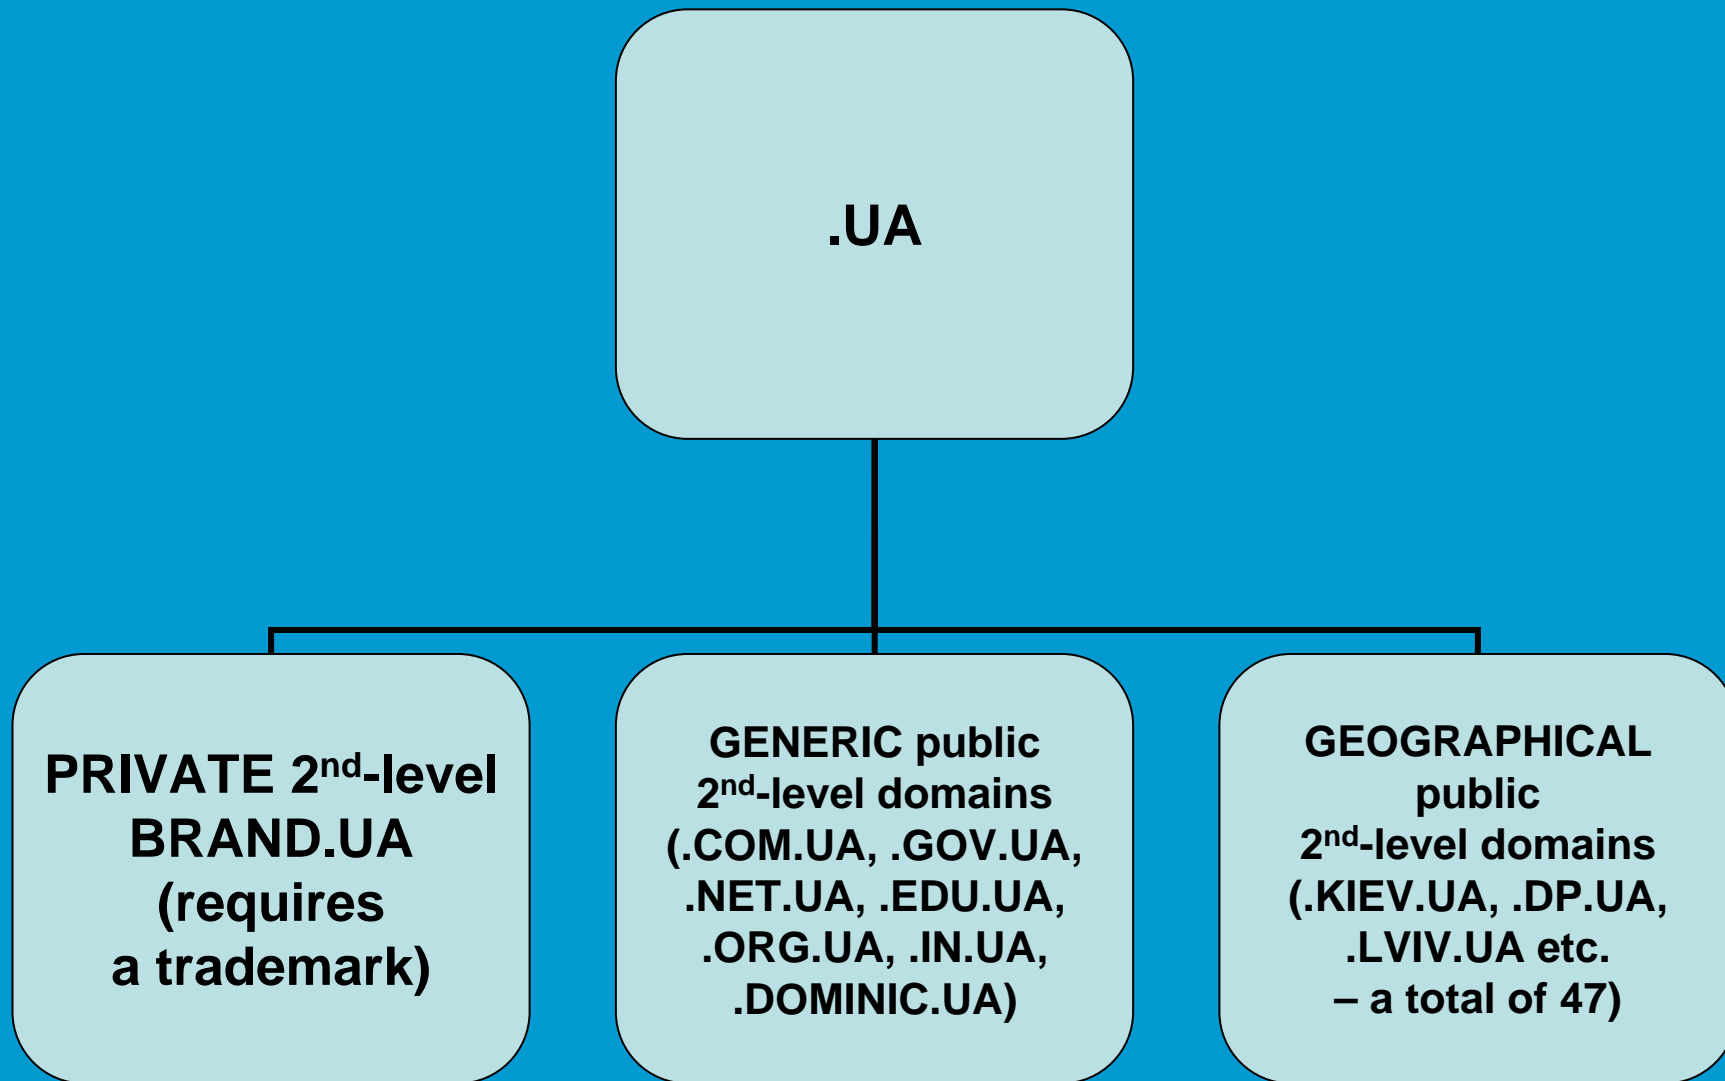 .UA
PRIVATE 2nd-level
BRAND.UA
(requires
a trademark)
GENERIC public
2nd-level domains
(.COM.UA, .GOV.UA,
.NET.UA, .EDU.UA,
.ORG.UA, .IN.UA,
.DOMINIC.UA)
GEOGRAPHICAL
public
2nd-level domains
(.KIEV.UA, .DP.UA,
.LVIV.UA etc.
– a total of 47)